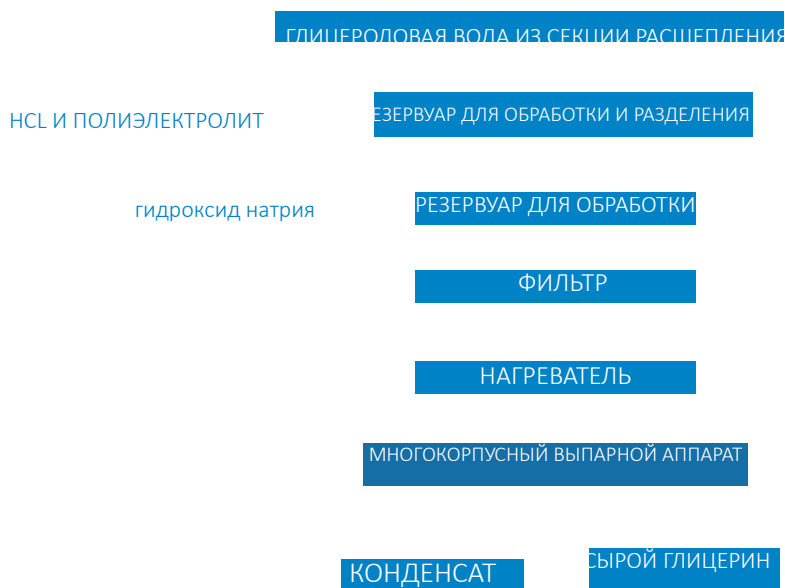 ГЛИЦЕРОЛОВАЯ ВОДА ИЗ СЕКЦИИ РАСЩЕПЛЕНИЯ
HCL И ПОЛИЭЛЕКТРОЛИТ
ЕЗЕРВУАР ДЛЯ ОБРАБОТКИ И РАЗДЕЛЕНИЯ
гидроксид натрия
РЕЗЕРВУАР ДЛЯ ОБРАБОТКИ
ФИЛЬТР
НАГРЕВАТЕЛЬ
МНОГОКОРПУСНЫЙ ВЫПАРНОЙ АППАРАТ
КОНДЕНСАТ
СЫРОЙ ГЛИЦЕРИН